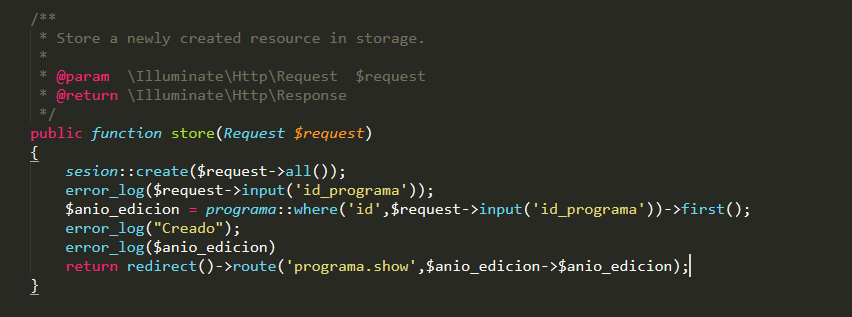 /**
 * Store a newly created resource in storage.
 *
 * @param  \Illuminate\Http\Request  $request
 * @return \Illuminate\Http\Response
 */
public function store(Request $request)
{
    sesion::create($request->all());
    error_log($request->input('id_programa'));
    $anio_edicion = programa::where('id',$request->input('id_programa'))->first();
    error_log("Creado");
    error_log($anio_edicion)
    return redirect()->route('programa.show',$anio_edicion->$anio_edicion);
}